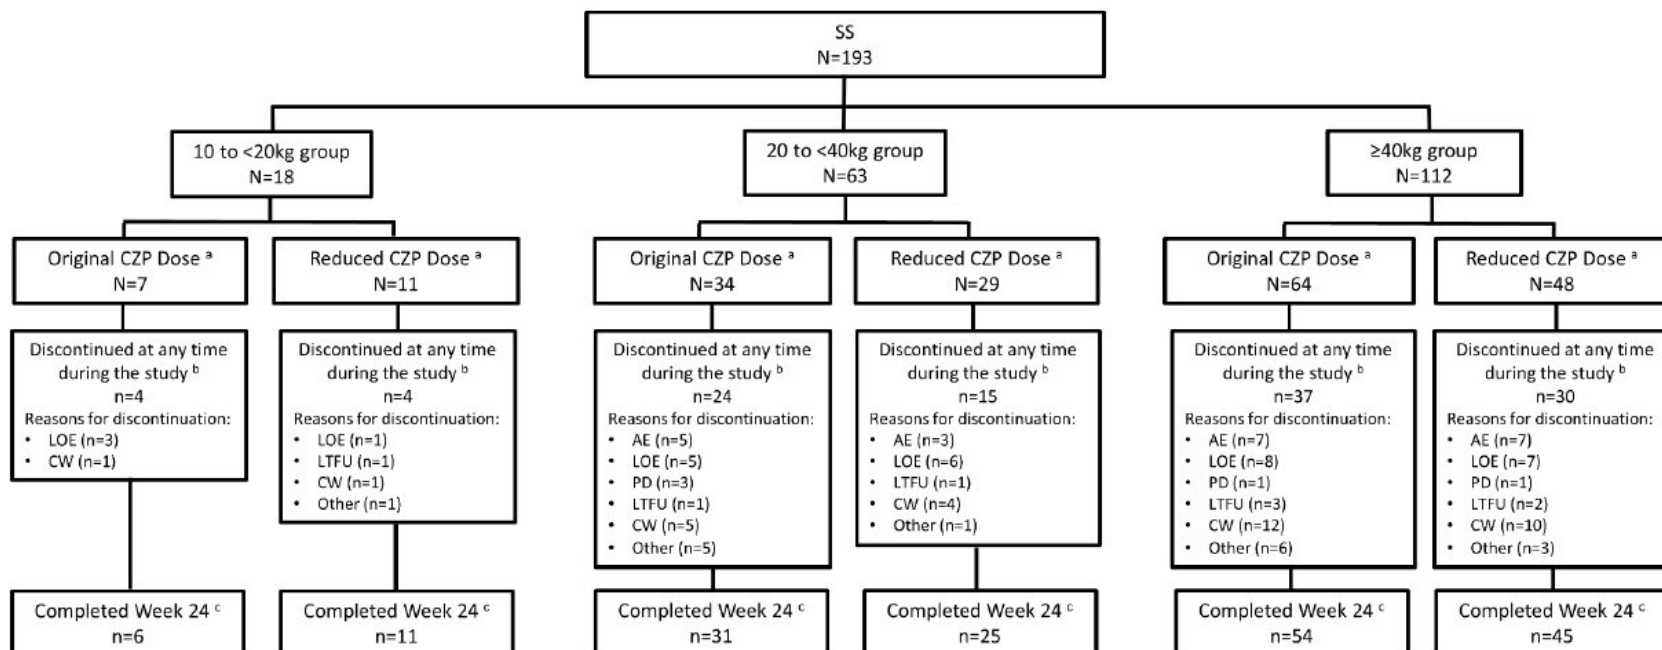 SS
N=193
10 to <20kg group
N=18
20 to <40kg group
N=63
≥40kg group
N=112
Original CZP Dose a
N=7
Reduced CZP Dose a
N=11
Original CZP Dose a
N=34
Reduced CZP Dose a
N=29
Original CZP Dose a
N=64
Reduced CZP Dose a
N=48
Discontinued at any time
during the study b
n=4
Reasons for discontinuation:
• LOE (n=3)
• CW (n=1)
Discontinued at any time
during the study b
n=4
Reasons for discontinuation:
• LOE (n=1)
• LTFU (n=1)
• CW (n=1)
• Other (n=1)
Discontinued at any time
during the study b
n=24
Reasons for discontinuation:
• AE (n=5)
• LOE (n=5)
• PD (n=3)
• LTFU (n=1)
• CW (n=5)
• Other (n=5)
Discontinued at any time
during the study b
n=15
Reasons for discontinuation:
• AE (n=3)
• LOE (n=6)
• LTFU (n=1)
• CW (n=4)
• Other (n=1)
Discontinued at any time
during the study b
n=37
Reasons for discontinuation:
• AE (n=7)
• LOE (n=8)
• PD (n=1)
• LTFU (n=3)
• CW (n=12)
• Other (n=6)
Discontinued at any time
during the study b
n=30
Reasons for discontinuation:
• AE (n=7)
• LOE (n=7)
• PD (n=1)
• LTFU (n=2)
• CW (n=10)
• Other (n=3)
Completed Week 24 c
n=6
Completed Week 24 c
n=11
Completed Week 24 c
n=31
Completed Week 24 c
n=25
Completed Week 24 c
n=54
Completed Week 24 c
n=45